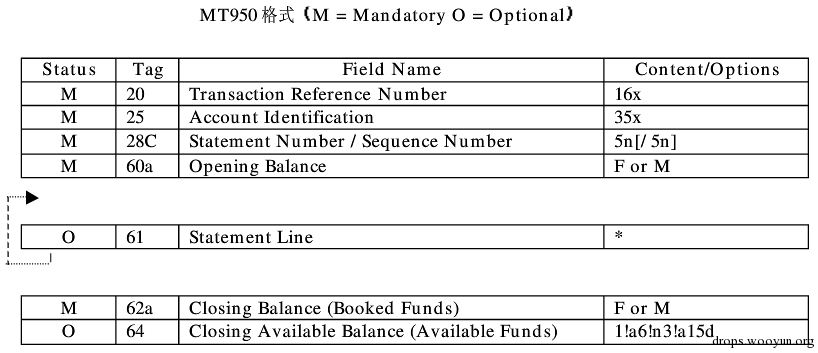 MT950 格式（M = Mandatory O = Optional）
Status Tag Field Name Content/Options
M 20 Transaction Reference Number 16x
M 25 Account Identification 35x
M 28C Statement Number / Sequence Number 5n[/ 5n]
M 60a Opening Balance F or M
O 61 Statement Line *
M 62a Closing Balance (Booked Funds) F or M
O 64 Closing Available Balance (Available Funds) 1!a6!n3!a15d
drops.wooyun.org